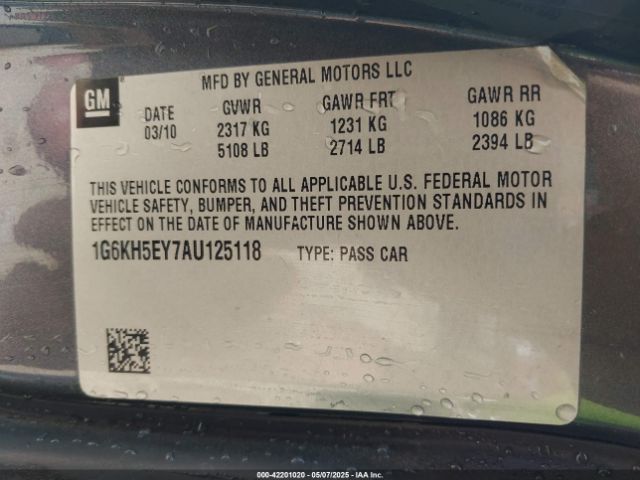 GM
MFD BY GENERAL MOTORS LLC
DATE GVWR GAWR FRT GAWR RR
03/10 2317 KG 1231 KG 1086 KG
5108 LB 2714 LB 2394 LB
THIS VEHICLE CONFORMS TO ALL APPLICABLE U.S. FEDERAL MOTOR
VEHICLE SAFETY, BUMPER, AND THEFT PREVENTION STANDARDS IN
EFFECT ON THE DATE OF MANUFACTURE SHOWN ABOVE.
1G6KH5EY7AU125118 TYPE: PASS CAR
000-42201020 05/07/2025 IAA Inc.